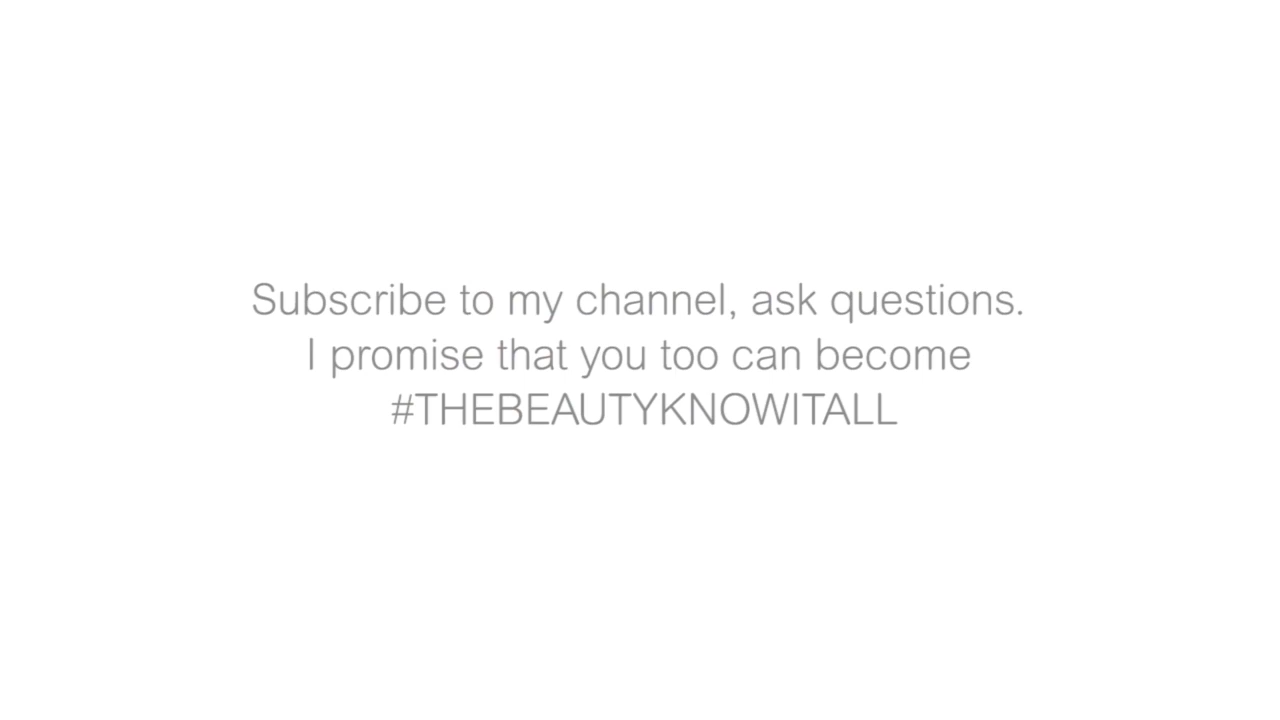 Subscribe to my channel, ask questions.
I promise that you too can become
#THEBEAUTYKNOWITALL